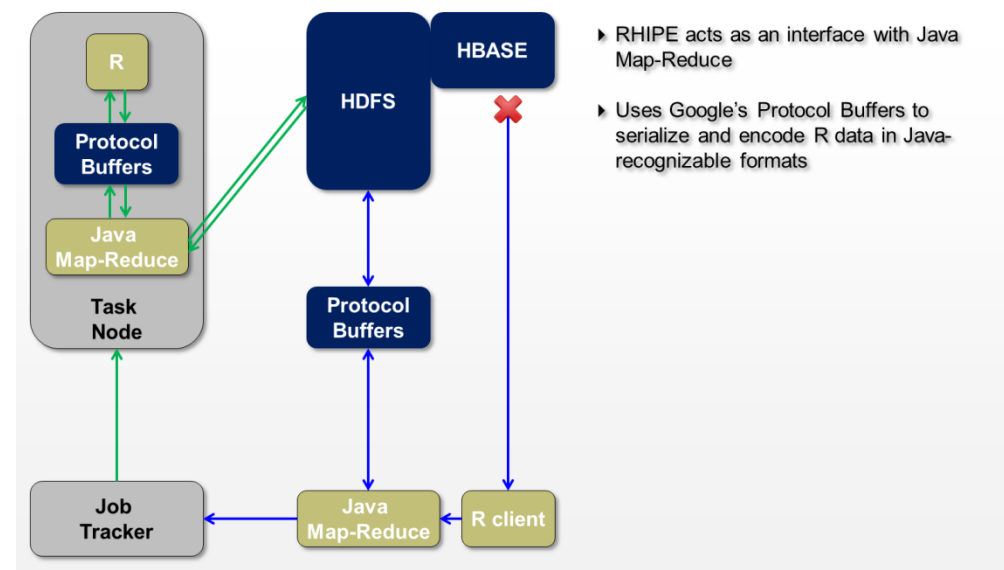 R
Protocol
Buffers
Java
Map-Reduce
Task
Node
HDFS
HBASE
Protocol
Buffers
Job
Tracker
Java
Map-Reduce
R client
RHIPE acts as an interface with Java
Map-Reduce
Uses Google’s Protocol Buffers to
serialize and encode R data in Java-
recognizable formats